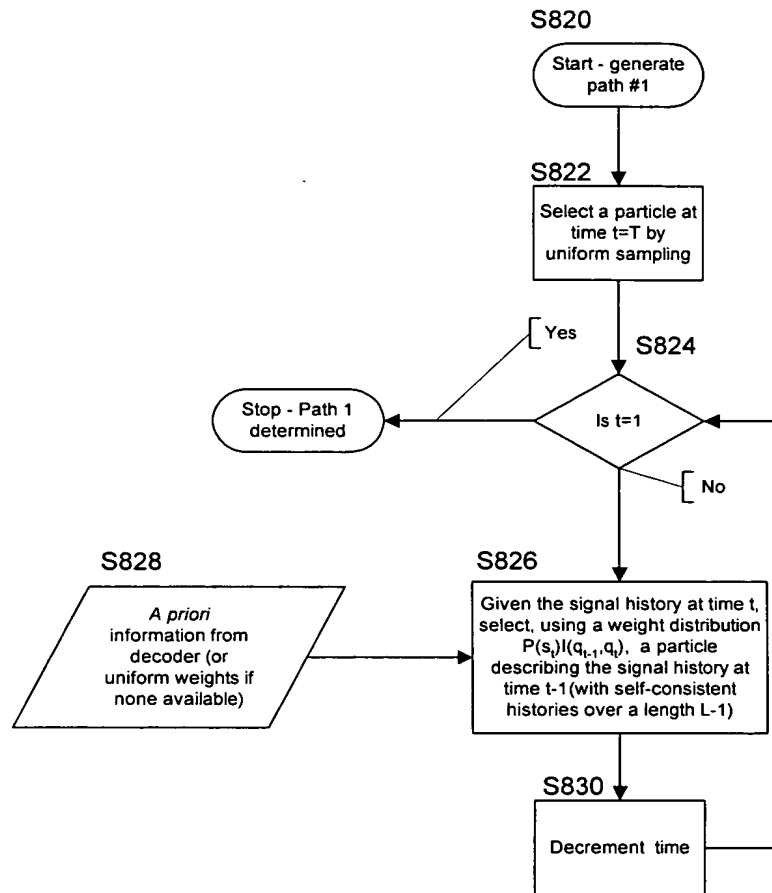 S820
Start - generate
path #1
S822
Select a particle at
time t=T by
uniform sampling
Yes
S824
Stop - Path 1
determined
Is t=1
No
S828
S826
A priori
information from
decoder (or
uniform weights if
none available)
Given the signal history at time t,
select, using a weight distribution
P(sₜ)I(qₜ₋₁,qₜ), a particle
describing the signal history at
time t-1(with self-consistent
histories over a length L-1)
S830
Decrement time